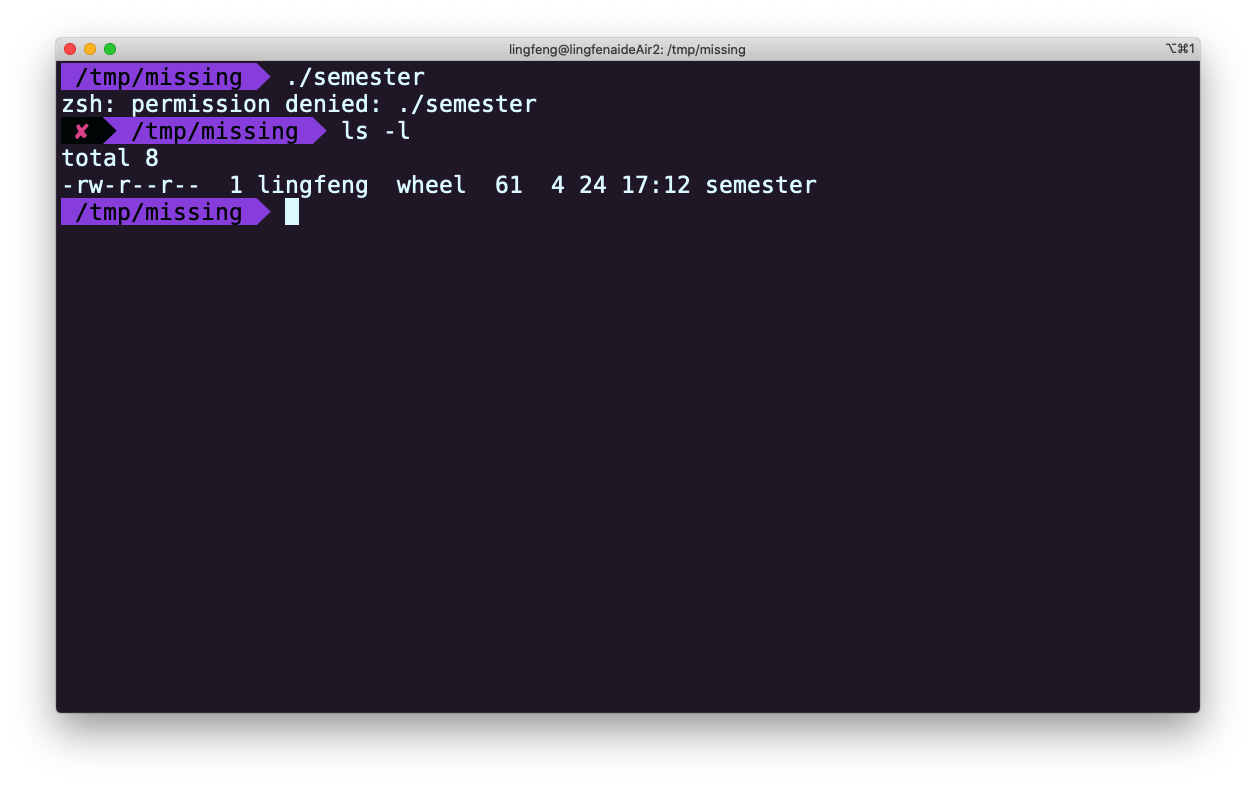 lingfeng@lingfenaideAir2: /tmp/missing ⌥⌘1
/tmp/missing ./semester
zsh: permission denied: ./semester
✘ /tmp/missing ls -l
total 8
-rw-r--r--  1 lingfeng  wheel  61  4 24 17:12 semester
/tmp/missing